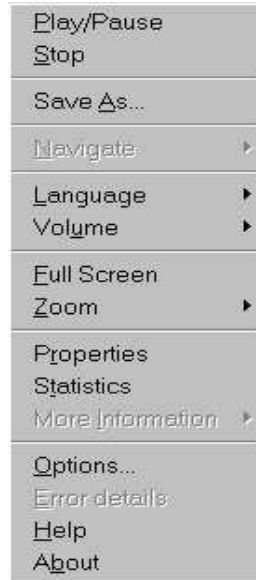 Play/Pause
Stop
Save As...
Navigate
Language
Volume
Full Screen
Zoom
Properties
Statistics
More Information
Options...
Error details
Help
About